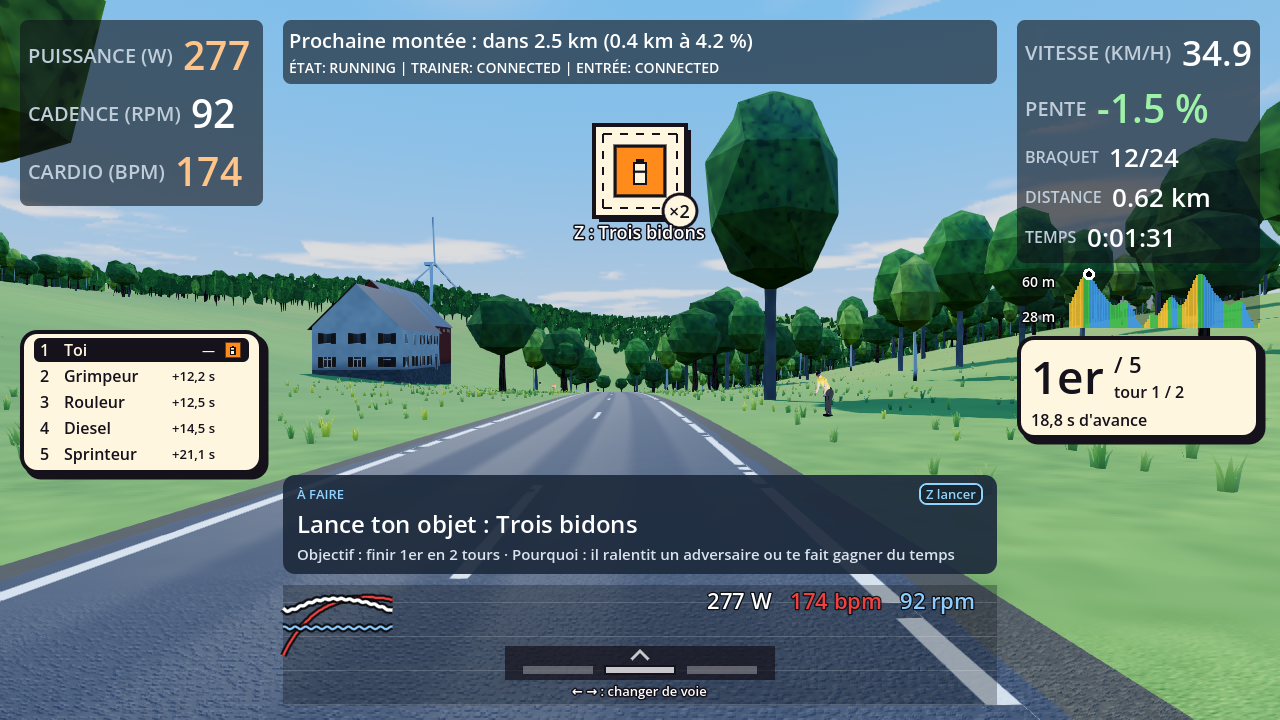 PUISSANCE (W) 277
CADENCE (RPM) 92
CARDIO (BPM) 174
Prochaine montée : dans 2.5 km (0.4 km à 4.2 %)
ÉTAT: RUNNING | TRAINER: CONNECTED | ENTRÉE: CONNECTED
VITESSE (KM/H) 34.9
PENTE -1.5 %
BRAQUET 12/24
DISTANCE 0.62 km
TEMPS 0:01:31
×2
Z : Trois bidons
60 m
28 m
1 Toi —
2 Grimpeur +12,2 s
3 Rouleur +12,5 s
4 Diesel +14,5 s
5 Sprinteur +21,1 s
1er / 5
tour 1 / 2
18,8 s d'avance
À FAIRE
Z lancer
Lance ton objet : Trois bidons
Objectif : finir 1er en 2 tours · Pourquoi : il ralentit un adversaire ou te fait gagner du temps
277 W 174 bpm 92 rpm
← → : changer de voie